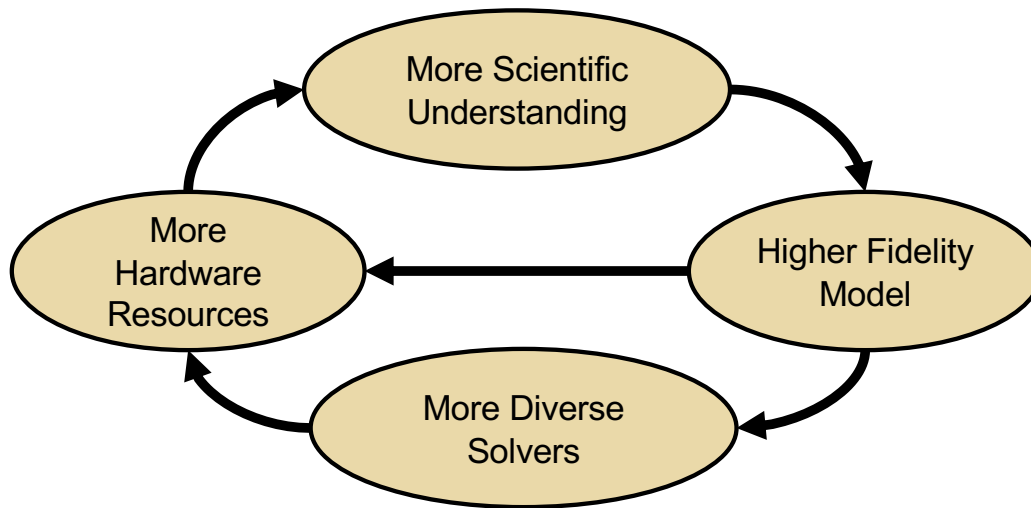 More Scientific
Understanding
More
Hardware
Resources
Higher Fidelity
Model
More Diverse
Solvers